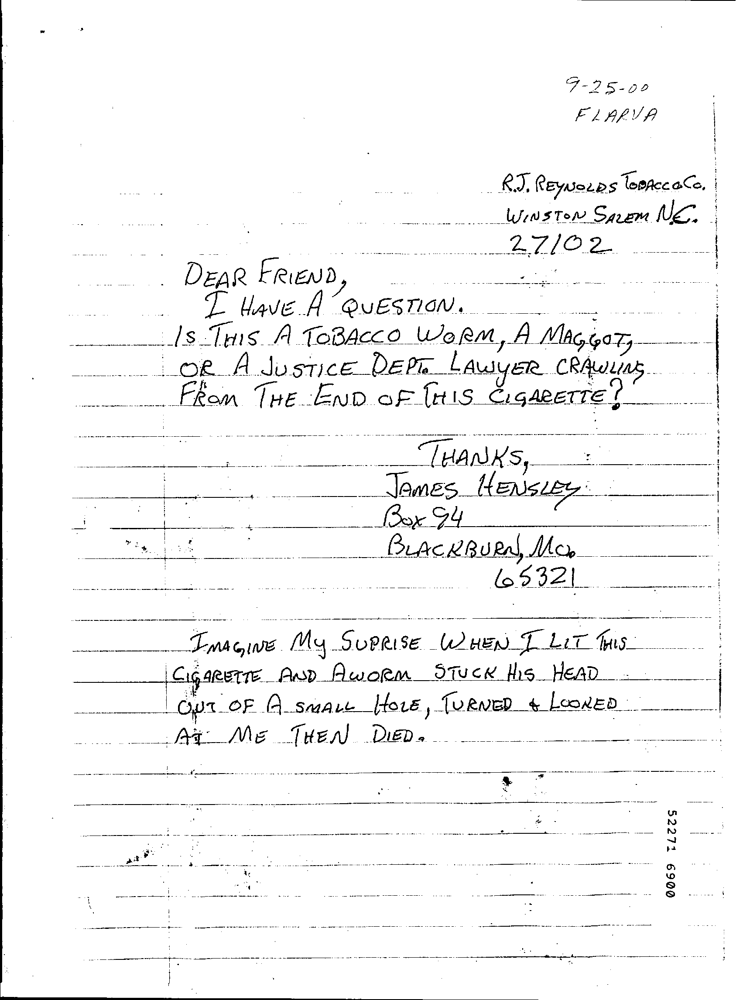 9-25-00
FLARVA
R.J. REYNOLDS TOBACCO CO.
WINSTON SALEM N.C.
27102
DEAR FRIEND,
I HAVE A QUESTION.
IS THIS A TOBACCO WORM, A MAGGOT,
OR A JUSTICE DEPT. LAWYER CRAWLING
FROM THE END OF THIS CIGARETTE?
THANKS,
JAMES HENSLEY
BOX 94
BLACKBURN, MO.
65321
IMAGINE MY SUPRISE WHEN I LIT THIS
CIGARETTE AND A WORM STUCK HIS HEAD
OUT OF A SMALL HOLE, TURNED & LOOKED
AT ME THEN DIED.
52271 6900